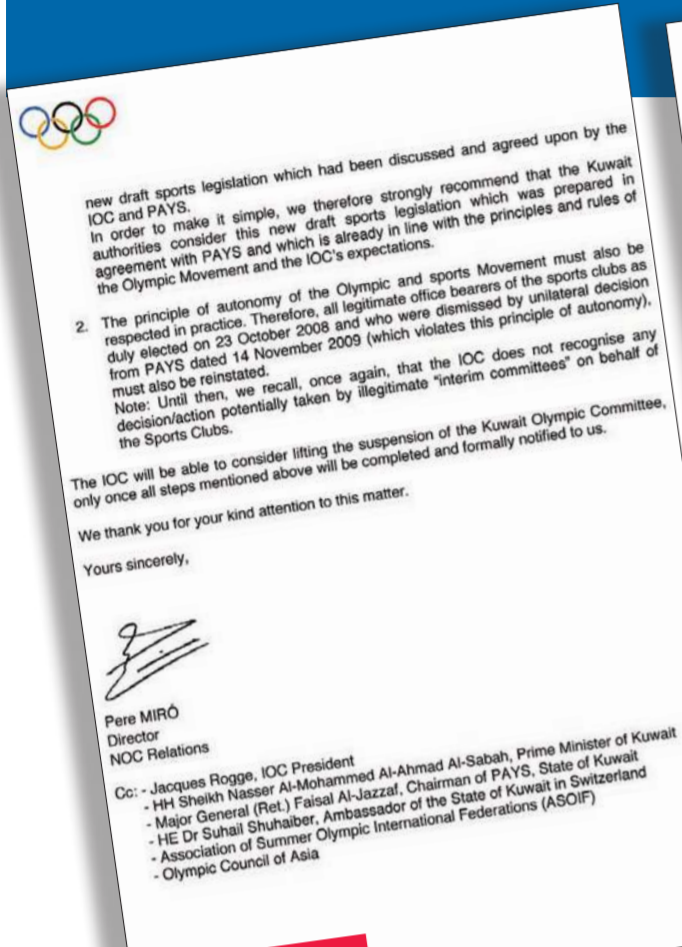 new draft sports legislation which had been discussed and agreed upon by the
IOC and PAYS.
In order to make it simple, we therefore strongly recommend that the Kuwait
authorities consider this new draft sports legislation which was prepared in
agreement with PAYS and which is already in line with the principles and rules of
the Olympic Movement and the IOC's expectations.
2. The principle of autonomy of the Olympic and sports Movement must also be
respected in practice. Therefore, all legitimate office bearers of the sports clubs as
duly elected on 23 October 2008 and who were dismissed by unilateral decision
from PAYS dated 14 November 2009 (which violates this principle of autonomy),
must also be reinstated.
Note: Until then, we recall, once again, that the IOC does not recognise any
decision/action potentially taken by illegitimate "interim committees" on behalf of
the Sports Clubs.
The IOC will be able to consider lifting the suspension of the Kuwait Olympic Committee,
only once all steps mentioned above will be completed and formally notified to us.
We thank you for your kind attention to this matter.
Yours sincerely,
Pere MIRÓ
Director
NOC Relations
Cc: - Jacques Rogge, IOC President
- HH Sheikh Nasser Al-Mohammed Al-Ahmad Al-Sabah, Prime Minister of Kuwait
- Major General (Ret.) Faisal Al-Jazzaf, Chairman of PAYS, State of Kuwait
- HE Dr Suhail Shuhaiber, Ambassador of the State of Kuwait in Switzerland
- Association of Summer Olympic International Federations (ASOIF)
- Olympic Council of Asia